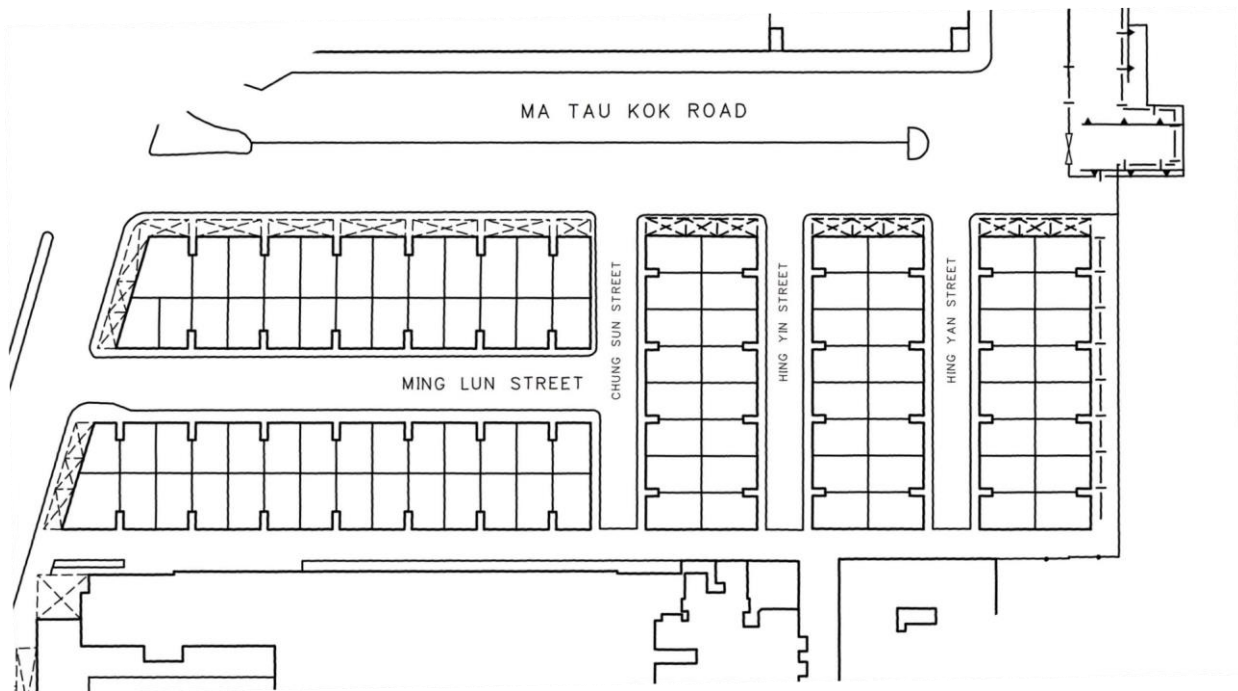 MA TAU KOK ROAD
CHUNG SUN STREET
HING YIN STREET
HING YAN STREET
MING LUN STREET